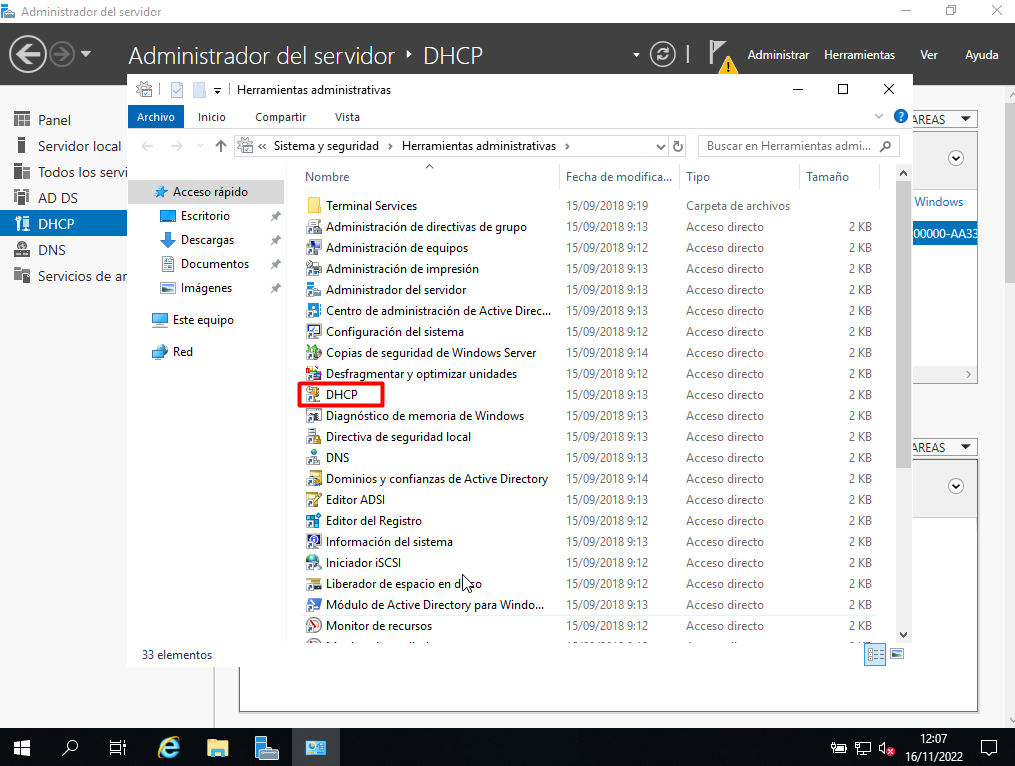 Administrador del servidor
Administrador del servidor ‣ DHCP
Administrar Herramientas Ver Ayuda
Herramientas administrativas
Archivo Inicio Compartir Vista
« Sistema y seguridad › Herramientas administrativas ›
Buscar en Herramientas admi...
Panel
Servidor local
Todos los servi
AD DS
DHCP
DNS
Servicios de ar
Acceso rápido
Escritorio
Descargas
Documentos
Imágenes
Este equipo
Red
Nombre Fecha de modifica... Tipo Tamaño
Terminal Services 15/09/2018 9:19 Carpeta de archivos
Administración de directivas de grupo 15/09/2018 9:13 Acceso directo 2 KB
Administración de equipos 15/09/2018 9:12 Acceso directo 2 KB
Administración de impresión 15/09/2018 9:13 Acceso directo 2 KB
Administrador del servidor 15/09/2018 9:13 Acceso directo 2 KB
Centro de administración de Active Direc... 15/09/2018 9:13 Acceso directo 2 KB
Configuración del sistema 15/09/2018 9:12 Acceso directo 2 KB
Copias de seguridad de Windows Server 15/09/2018 9:14 Acceso directo 2 KB
Desfragmentar y optimizar unidades 15/09/2018 9:12 Acceso directo 2 KB
DHCP 15/09/2018 9:13 Acceso directo 2 KB
Diagnóstico de memoria de Windows 15/09/2018 9:13 Acceso directo 2 KB
Directiva de seguridad local 15/09/2018 9:13 Acceso directo 2 KB
DNS 15/09/2018 9:13 Acceso directo 2 KB
Dominios y confianzas de Active Directory 15/09/2018 9:14 Acceso directo 2 KB
Editor ADSI 15/09/2018 9:13 Acceso directo 2 KB
Editor del Registro 15/09/2018 9:12 Acceso directo 2 KB
Información del sistema 15/09/2018 9:12 Acceso directo 2 KB
Iniciador iSCSI 15/09/2018 9:12 Acceso directo 2 KB
Liberador de espacio en disco 15/09/2018 9:12 Acceso directo 2 KB
Módulo de Active Directory para Windo... 15/09/2018 9:13 Acceso directo 2 KB
Monitor de recursos 15/09/2018 9:12 Acceso directo 2 KB
33 elementos
AREAS
Windows
00000-AA33
AREAS
12:07
16/11/2022